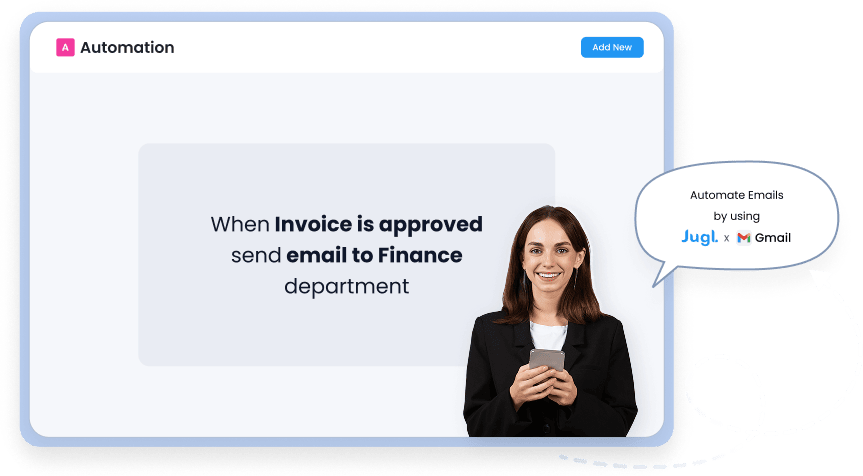 A Automation
Add New
When Invoice is approved
send email to Finance
department
Automate Emails
by using
Jugl. x Gmail